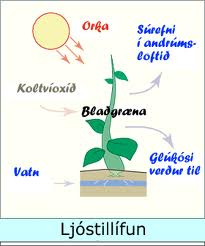 Orka
Súrefni
í andrúms-
loftið
Koltvíoxíð
Blaðgræna
Vatn
Glúkósi
verður til
Ljóstillífun